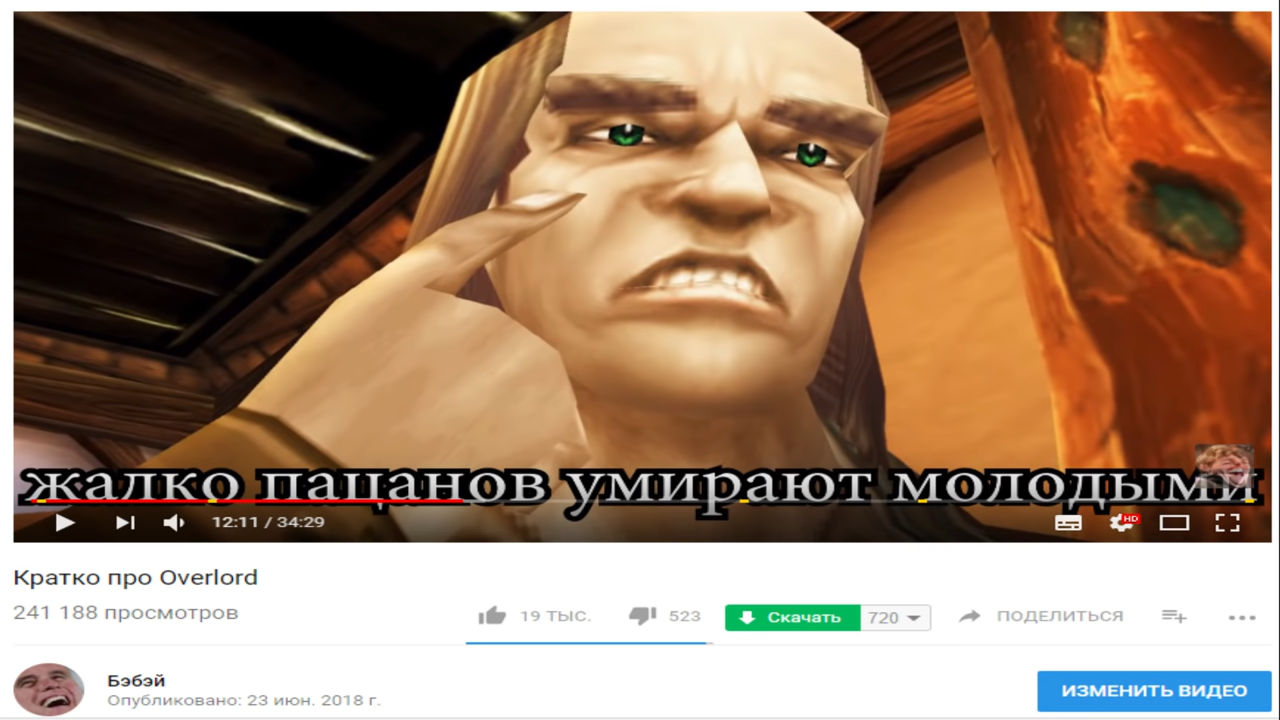 жалко пацанов умирают молодыми
12:11 / 34:29
HD
Кратко про Overlord
241 188 просмотров
19 ТЫС.
523
Скачать
720
ПОДЕЛИТЬСЯ
Бэбэй
Опубликовано: 23 июн. 2018 г.
ИЗМЕНИТЬ ВИДЕО